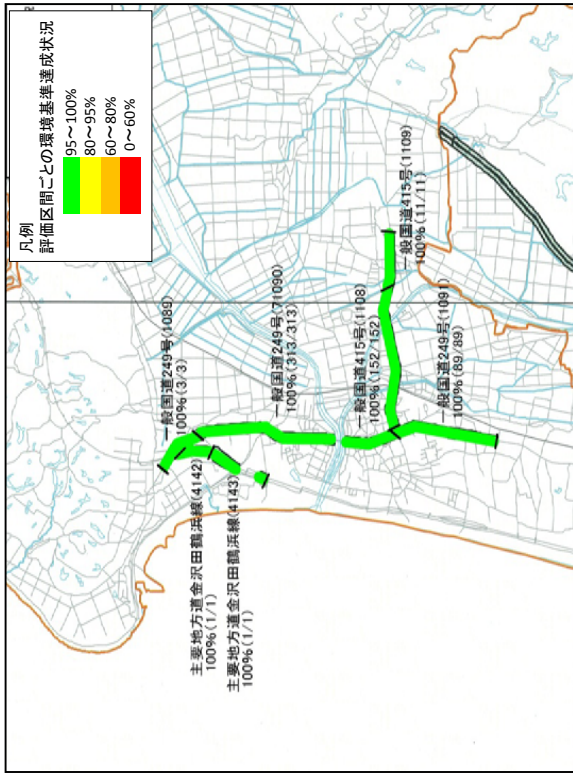 凡例
評価区間ごとの環境基準達成状況
95～100%
80～95%
60～80%
0～60%
一般国道249号(1089)
100%(3/3)
一般国道249号(71090)
100%(313/313)
一般国道415号(1108)
100%(152/152)
一般国道415号(1109)
100%(11/11)
一般国道249号(1091)
100%(89/89)
主要地方道金沢田鶴浜線(4142)
100%(1/1)
主要地方道金沢田鶴浜線(4143)
100%(1/1)